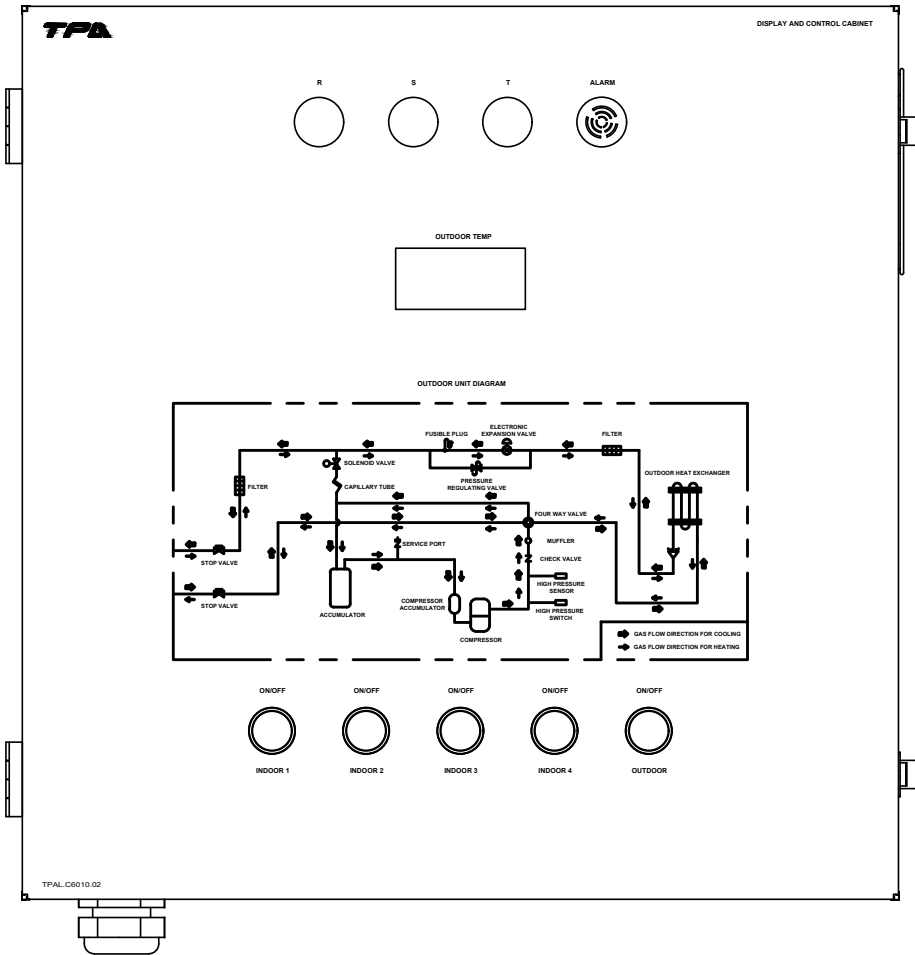 TPA
DISPLAY AND CONTROL CABINET
R
S
T
ALARM
OUTDOOR TEMP
OUTDOOR UNIT DIAGRAM
FUSIBLE PLUG
ELECTRONIC
EXPANSION VALVE
FILTER
SOLENOID VALVE
PRESSURE
REGULATING VALVE
OUTDOOR HEAT EXCHANGER
FILTER
CAPILLARY TUBE
FOUR WAY VALVE
SERVICE PORT
MUFFLER
CHECK VALVE
STOP VALVE
HIGH PRESSURE
SENSOR
STOP VALVE
ACCUMULATOR
COMPRESSOR
ACCUMULATOR
HIGH PRESSURE
SWITCH
COMPRESSOR
GAS FLOW DIRECTION FOR COOLING
GAS FLOW DIRECTION FOR HEATING
ON/OFF
ON/OFF
ON/OFF
ON/OFF
ON/OFF
INDOOR 1
INDOOR 2
INDOOR 3
INDOOR 4
OUTDOOR
TPAL.C6010.02